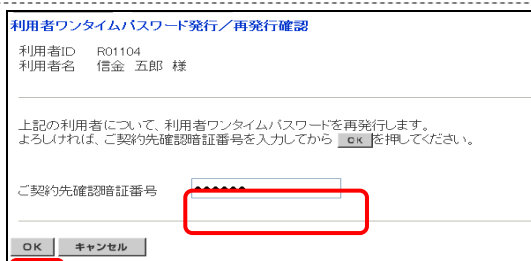 利用者ワンタイムパスワード発行／再発行確認
利用者ID R01104
利用者名 信金 五郎 様
上記の利用者について、利用者ワンタイムパスワードを再発行します。
よろしければ、ご契約先確認暗証番号を入力してから OK を押してください。
ご契約先確認暗証番号 ●●●●●●
OK キャンセル